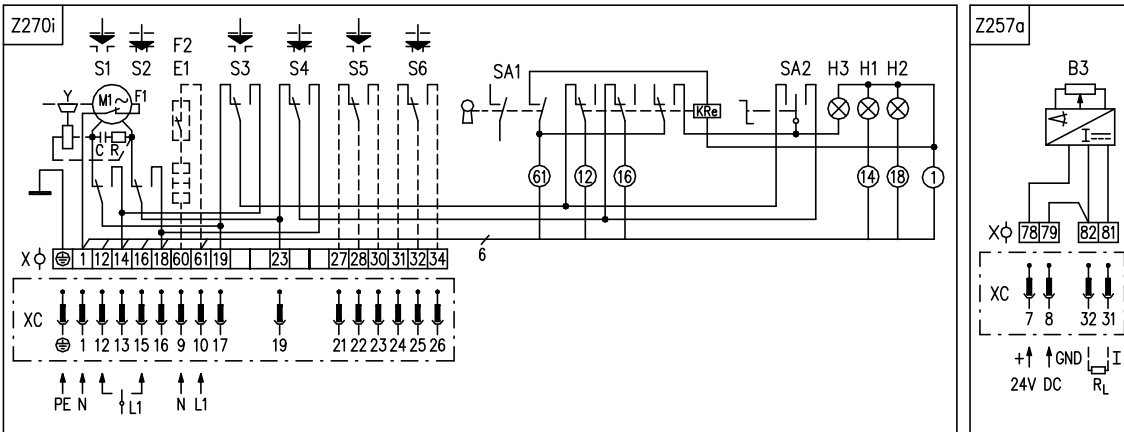 Z270i
Z257a
S1 S2 F2 E1 S3 S4 S5 S6 SA1 SA2 H3 H1 H2 B3
Y M1~ F1 KRe
C R
I
61 12 16 14 18 1
6
X 1 12 14 16 18 60 61 19 23 27 28 30 31 32 34
X 78 79 82 81
XC
1 12 13 15 16 9 10 17 19 21 22 23 24 25 26
XC
7 8 32 31
PE N L1 N L1
+ GND I
24V DC RL